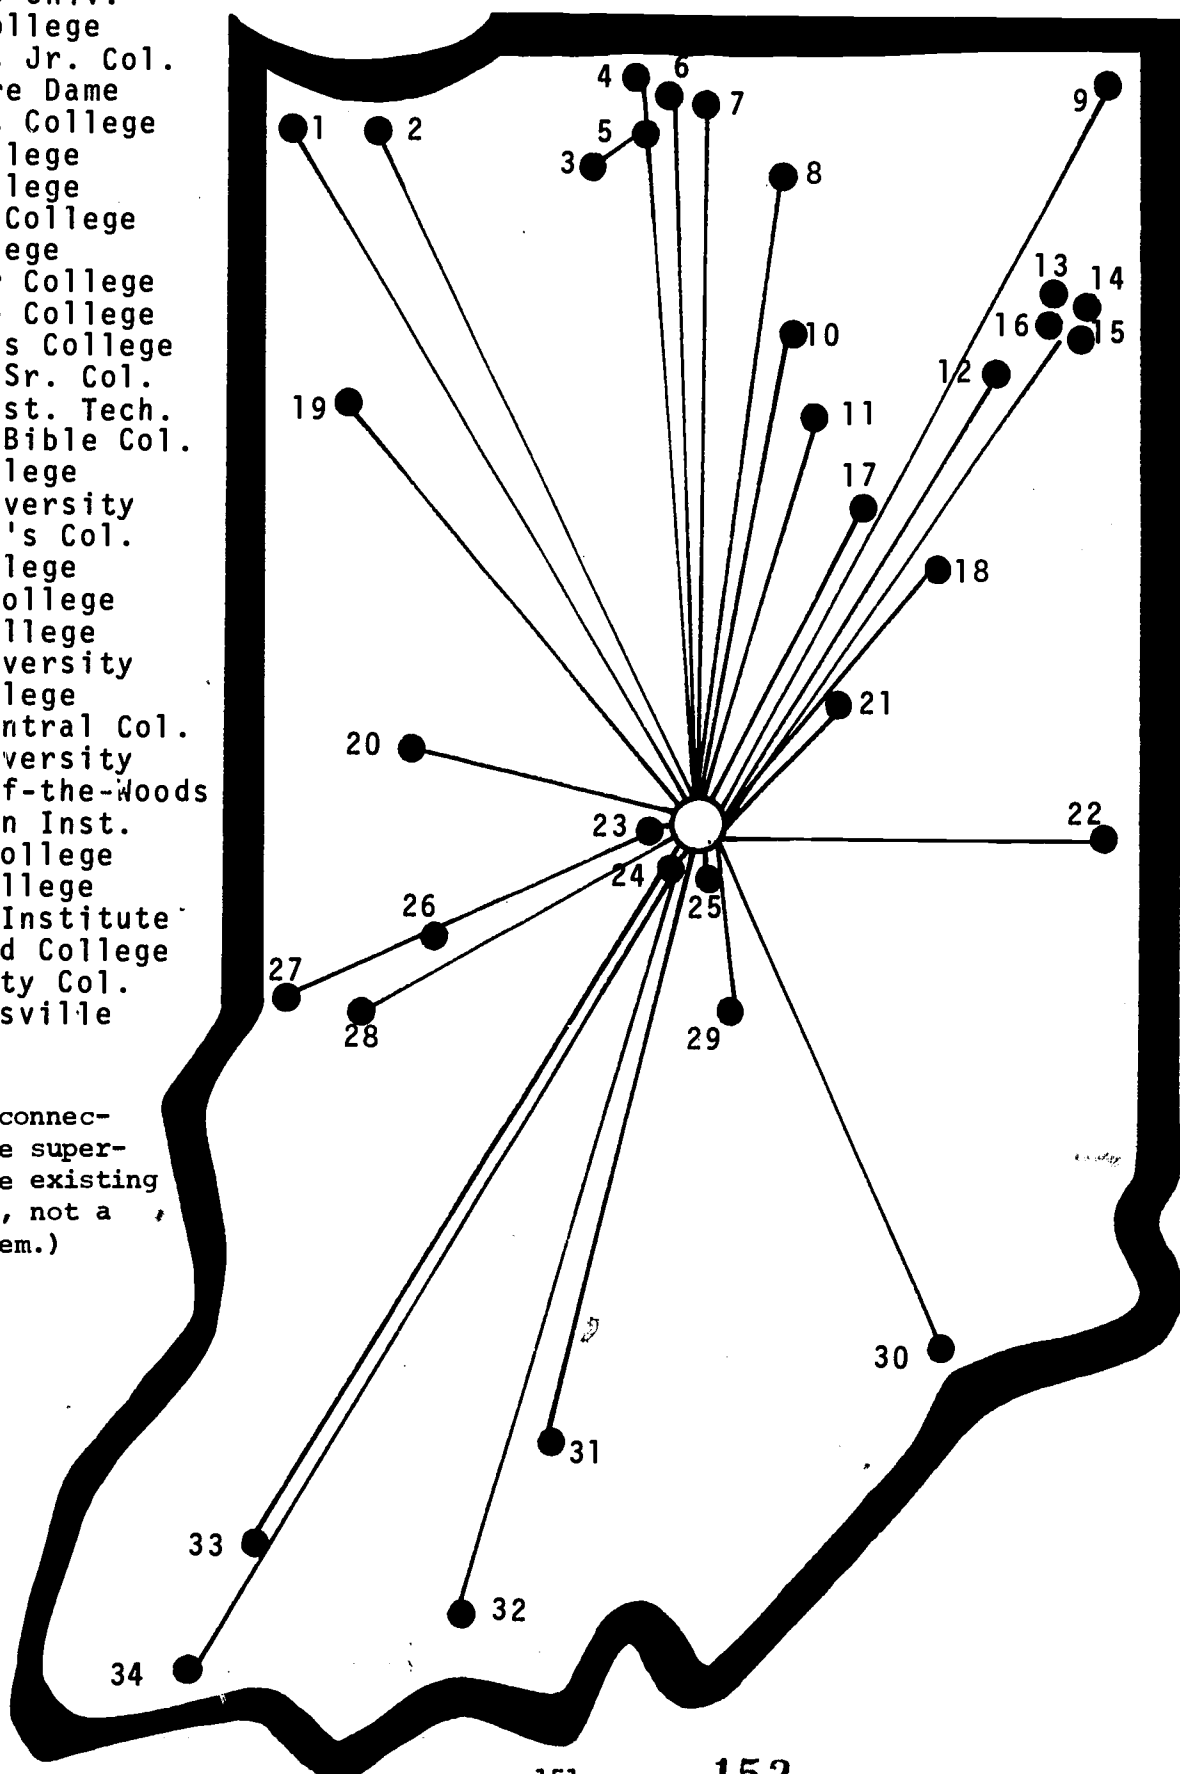 ollege
. Jr. Col.
re Dame
. College
lege
lege
College
ege
r College
e College
s College
Sr. Col.
st. Tech.
Bible Col.
lege
versity
's Col.
lege
ollege
llege
versity
lege
ntral Col.
versity
f-the-Woods
n Inst.
ollege
llege
Institute
d College
ty Col.
sville
connec-
e super-
e existing
, not a
em.)
1
2
3
4
5
6
7
8
9
10
11
12
13
14
15
16
17
18
19
20
21
22
23
24
25
26
27
28
29
30
31
32
33
34